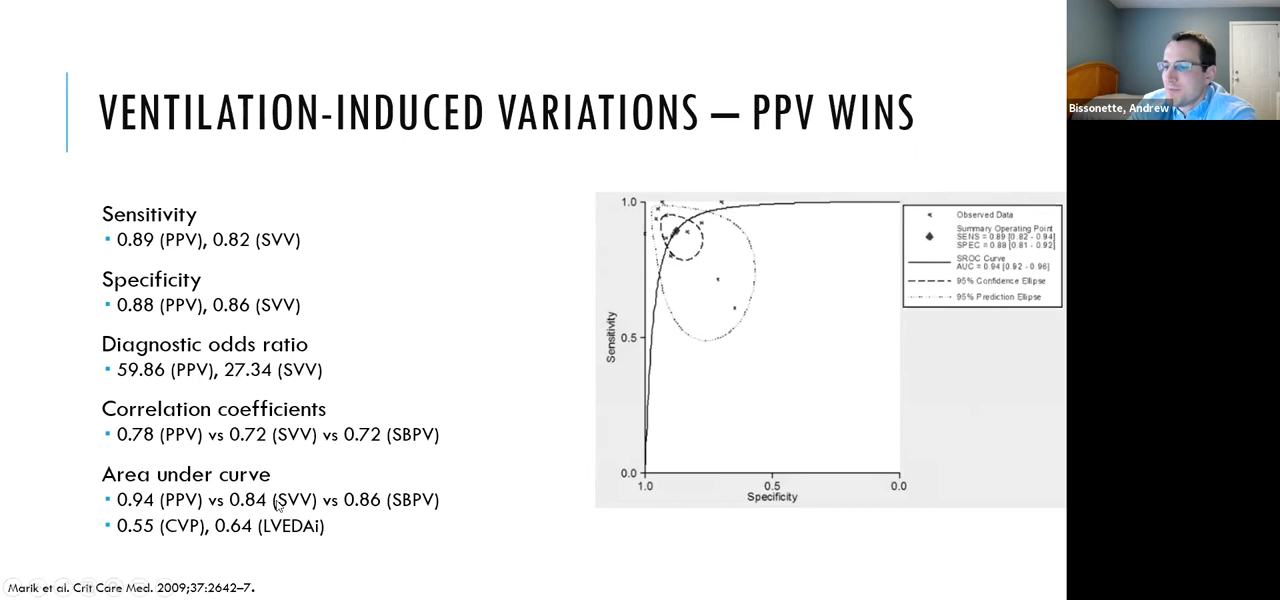 VENTILATION-INDUCED VARIATIONS – PPV WINS
Bissonette, Andrew
Sensitivity
▪ 0.89 (PPV), 0.82 (SVV)
Specificity
▪ 0.88 (PPV), 0.86 (SVV)
Diagnostic odds ratio
▪ 59.86 (PPV), 27.34 (SVV)
Correlation coefficients
▪ 0.78 (PPV) vs 0.72 (SVV) vs 0.72 (SBPV)
Area under curve
▪ 0.94 (PPV) vs 0.84 (SVV) vs 0.86 (SBPV)
▪ 0.55 (CVP), 0.64 (LVEDAi)
Marik et al. Crit Care Med. 2009;37:2642–7.
1.0
0.5
0.0
Sensitivity
1.0 0.5 0.0
Specificity
Observed Data
Summary Operating Point
SENS = 0.89 [0.82 - 0.94]
SPEC = 0.88 [0.81 - 0.92]
SROC Curve
AUC = 0.94 [0.92 - 0.96]
95% Confidence Ellipse
95% Prediction Ellipse